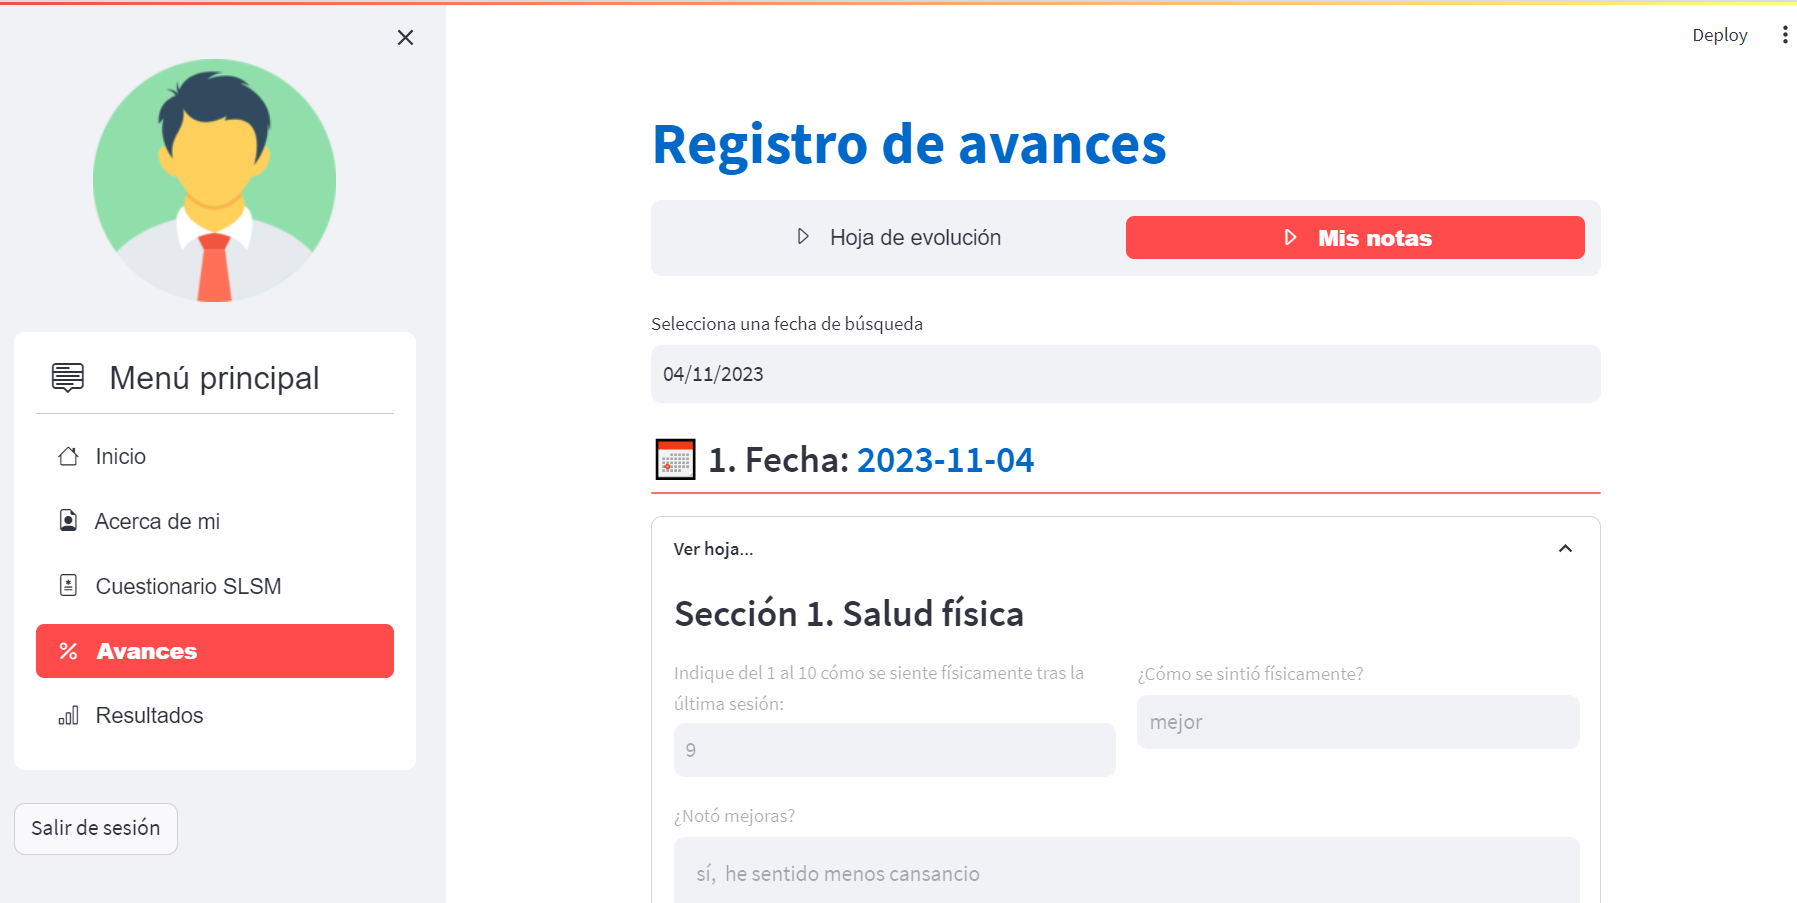 Deploy
Menú principal
Inicio
Acerca de mi
Cuestionario SLSM
Avances
Resultados
Salir de sesión
Registro de avances
Hoja de evolución
Mis notas
Selecciona una fecha de búsqueda
04/11/2023
1. Fecha: 2023-11-04
Ver hoja...
Sección 1. Salud física
Indique del 1 al 10 cómo se siente físicamente tras la
última sesión:
9
¿Cómo se sintió físicamente?
mejor
¿Notó mejoras?
sí, he sentido menos cansancio